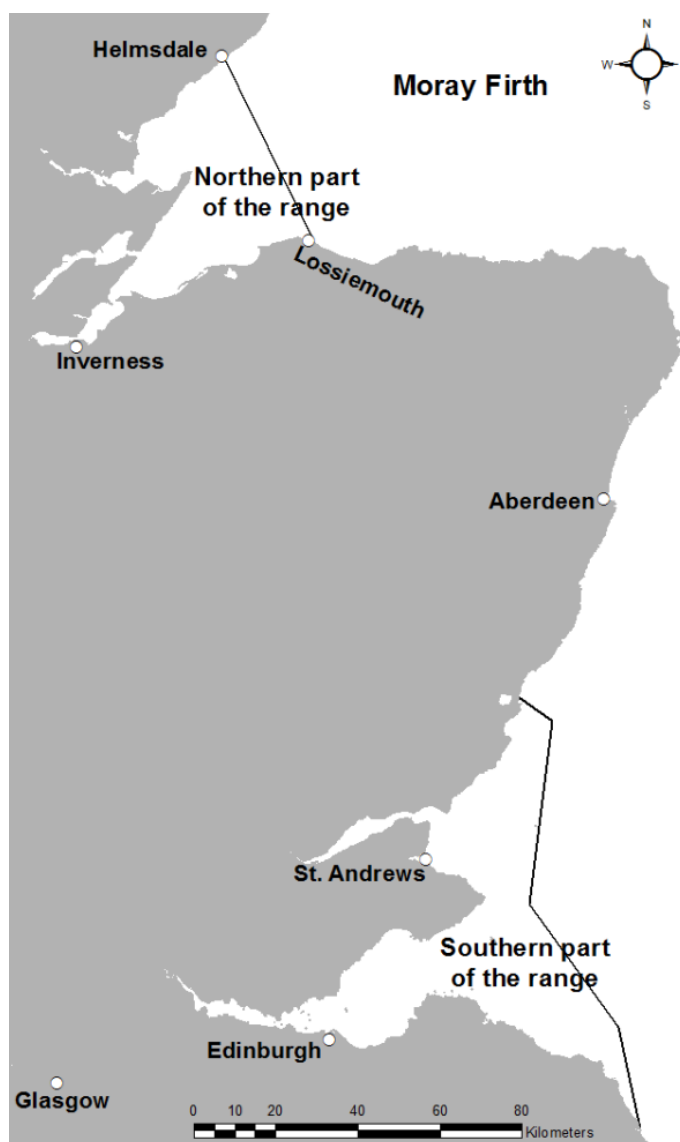 N
Helmsdale
Moray Firth
W
E
S
Northern part
of the range
Lossiemouth
Inverness
Aberdeen
St. Andrews
Southern part
of the range
Edinburgh
Glasgow
0 10 20 40 60 80
Kilometers